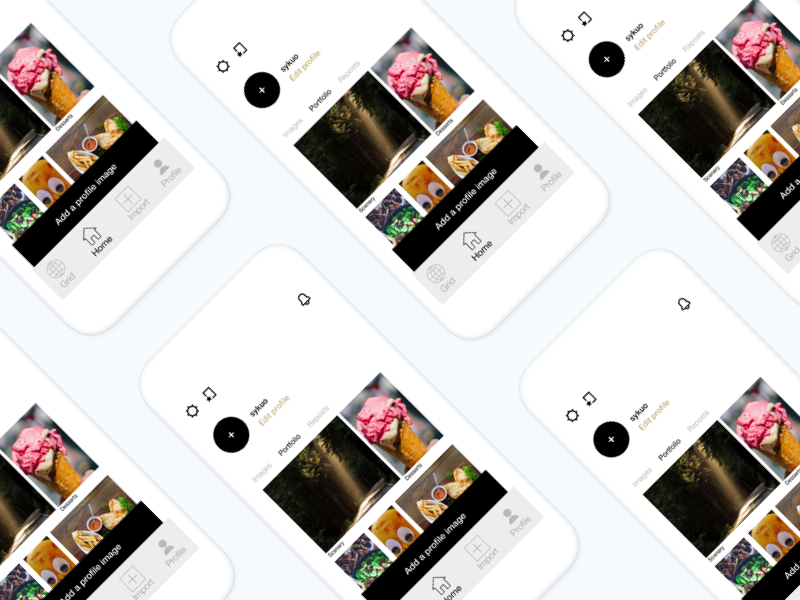 Desserts
Add a profile image
Grid Home Import Profile
sykuo
Edit profile
Images Portfolio Reposts
Desserts
Scenery
Add a profile image
Grid Home Import Profile
sykuo
Edit profile
Images Portfolio Reposts
Desserts
Scenery
Add a
Grid
Desserts
Add a profile image
Import Profile
sykuo
Edit profile
Images Portfolio Reposts
Desserts
Scenery
Add a profile image
Home Import Profile
sykuo
Edit profile
Images Portfolio Reposts
Desserts
Scenery
Add